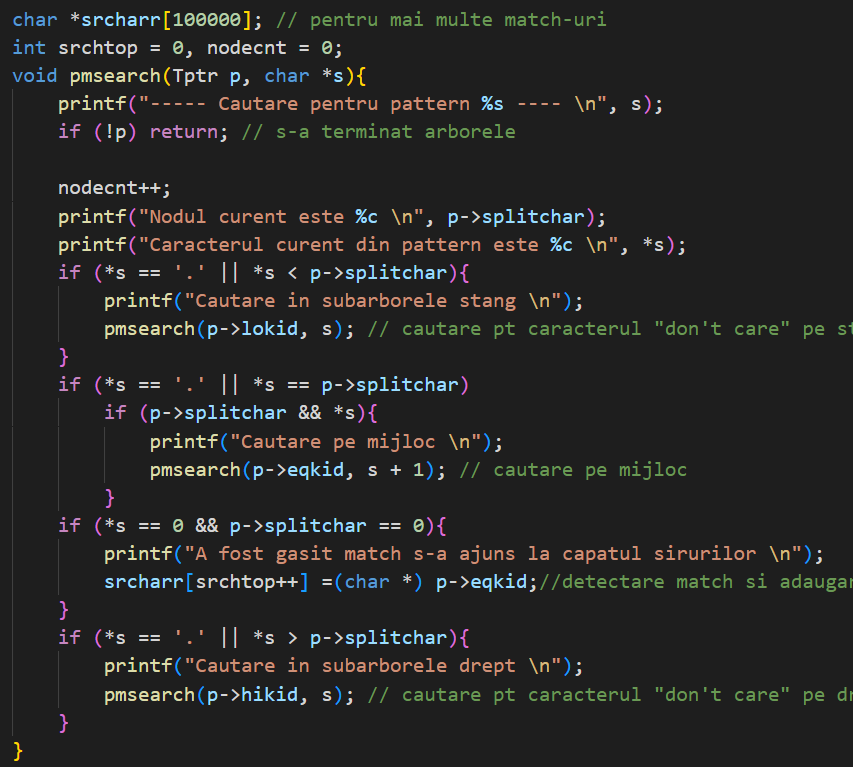 char *srcharr[100000]; // pentru mai multe match-uri
int srchtop = 0, nodecnt = 0;
void pmsearch(Tptr p, char *s){
    printf("----- Cautare pentru pattern %s ---- \n", s);
    if (!p) return; // s-a terminat arborele

    nodecnt++;
    printf("Nodul curent este %c \n", p->splitchar);
    printf("Caracterul curent din pattern este %c \n", *s);
    if (*s == '.' || *s < p->splitchar){
        printf("Cautare in subarborele stang \n");
        pmsearch(p->lokid, s); // cautare pt caracterul "don't care" pe st
    }
    if (*s == '.' || *s == p->splitchar)
        if (p->splitchar && *s){
            printf("Cautare pe mijloc \n");
            pmsearch(p->eqkid, s + 1); // cautare pe mijloc
        }
    if (*s == 0 && p->splitchar == 0){
        printf("A fost gasit match s-a ajuns la capatul sirurilor \n");
        srcharr[srchtop++] =(char *) p->eqkid;//detectare match si adaugar
    }
    if (*s == '.' || *s > p->splitchar){
        printf("Cautare in subarborele drept \n");
        pmsearch(p->hikid, s); // cautare pt caracterul "don't care" pe dr
    }
}